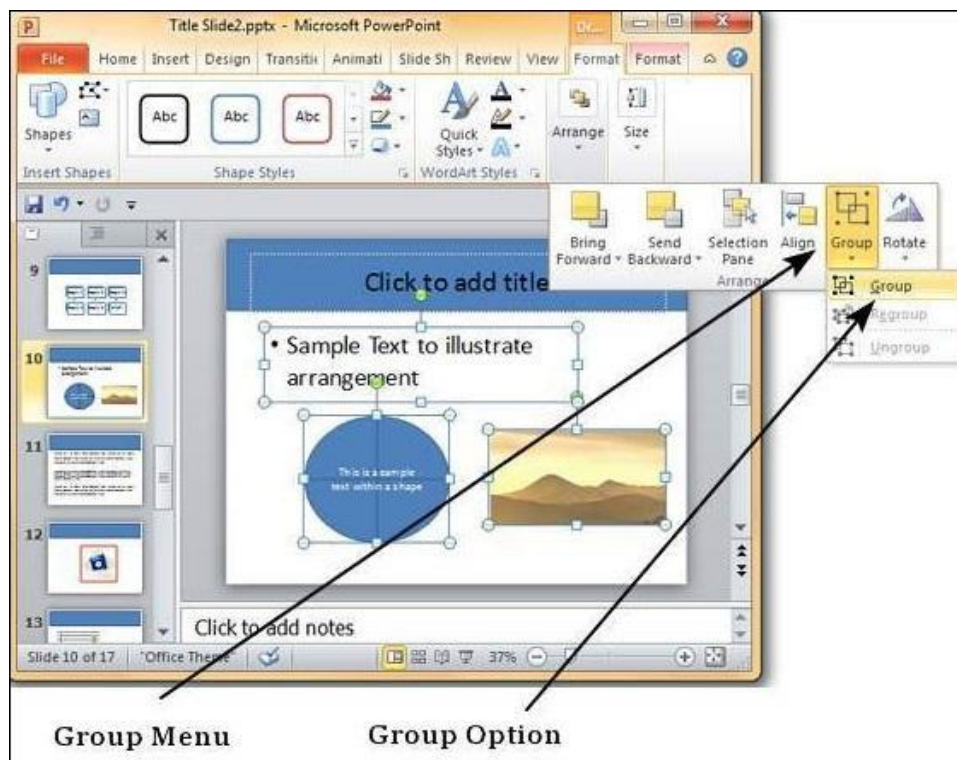 Title Slide2.pptx - Microsoft PowerPoint
File Home Insert Design Transitio Animati Slide Sh Review View Format Format
Shapes
Abc Abc Abc
Quick
Styles
Arrange Size
Insert Shapes Shape Styles WordArt Styles
Bring
Forward
Send
Backward
Selection
Pane
Align Group Rotate
Arrange
Group
Regroup
Ungroup
9
10
11
12
13
Click to add title
• Sample Text to illustrate
arrangement
This is a sample
text within a shape
Click to add notes
Slide 10 of 17 "Office Theme" 37%
Group Menu Group Option